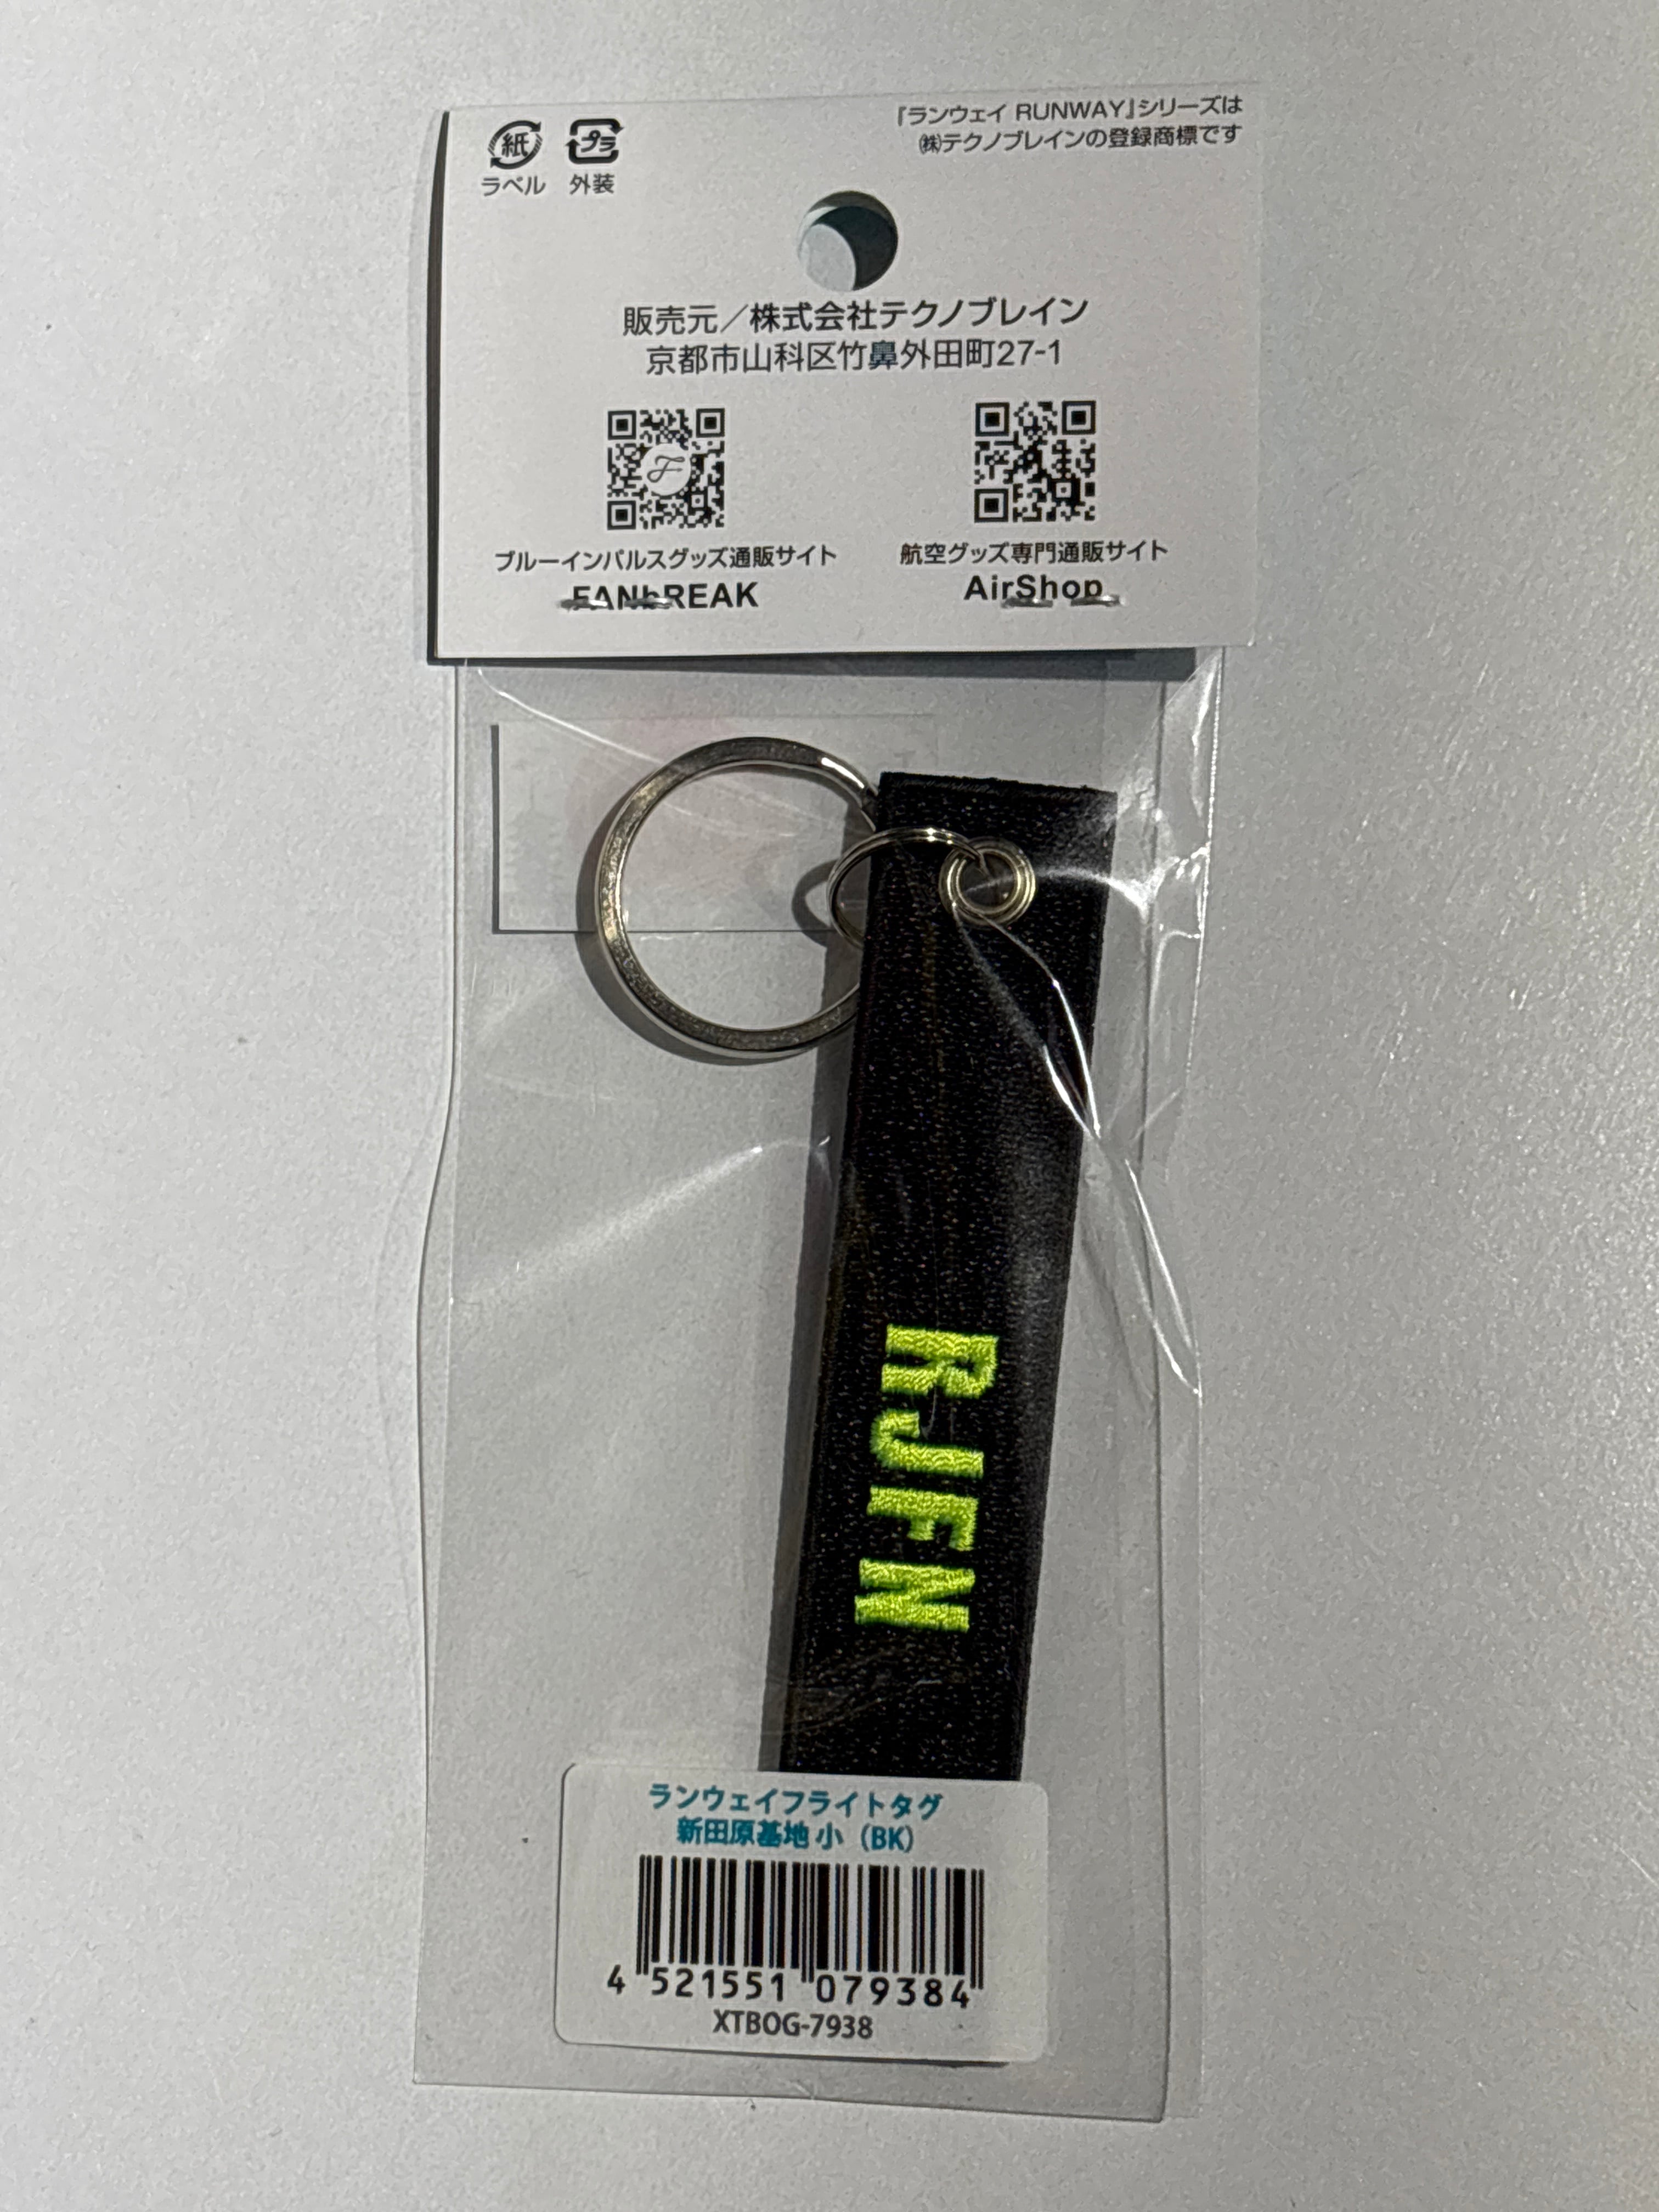 紙
プラ
ラベル 外装
『ランウェイ RUNWAY』シリーズは
㈱テクノブレインの登録商標です
販売元／株式会社テクノブレイン
京都市山科区竹鼻外田町27-1
ブルーインパルスグッズ通販サイト
FANbREAK
航空グッズ専門通販サイト
AirShop
RJFN
ランウェイフライトタグ
新田原基地 小（BK）
4 521551 079384
XTBOG-7938